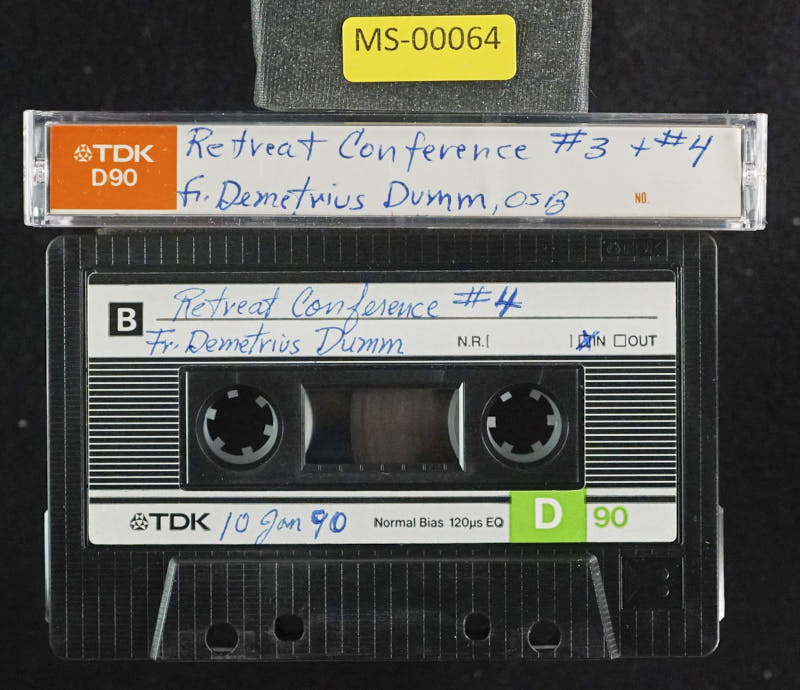 MS-00064
TDK
D90
Retreat Conference #3 + #4
Fr. Demetrius Dumm, OSB
NO.
TDK
B
Retreat Conference #4
Fr. Demetrius Dumm
N.R.[ ] IN OUT
TDK 10 Jan 90 Normal Bias 120µs EQ D 90
B